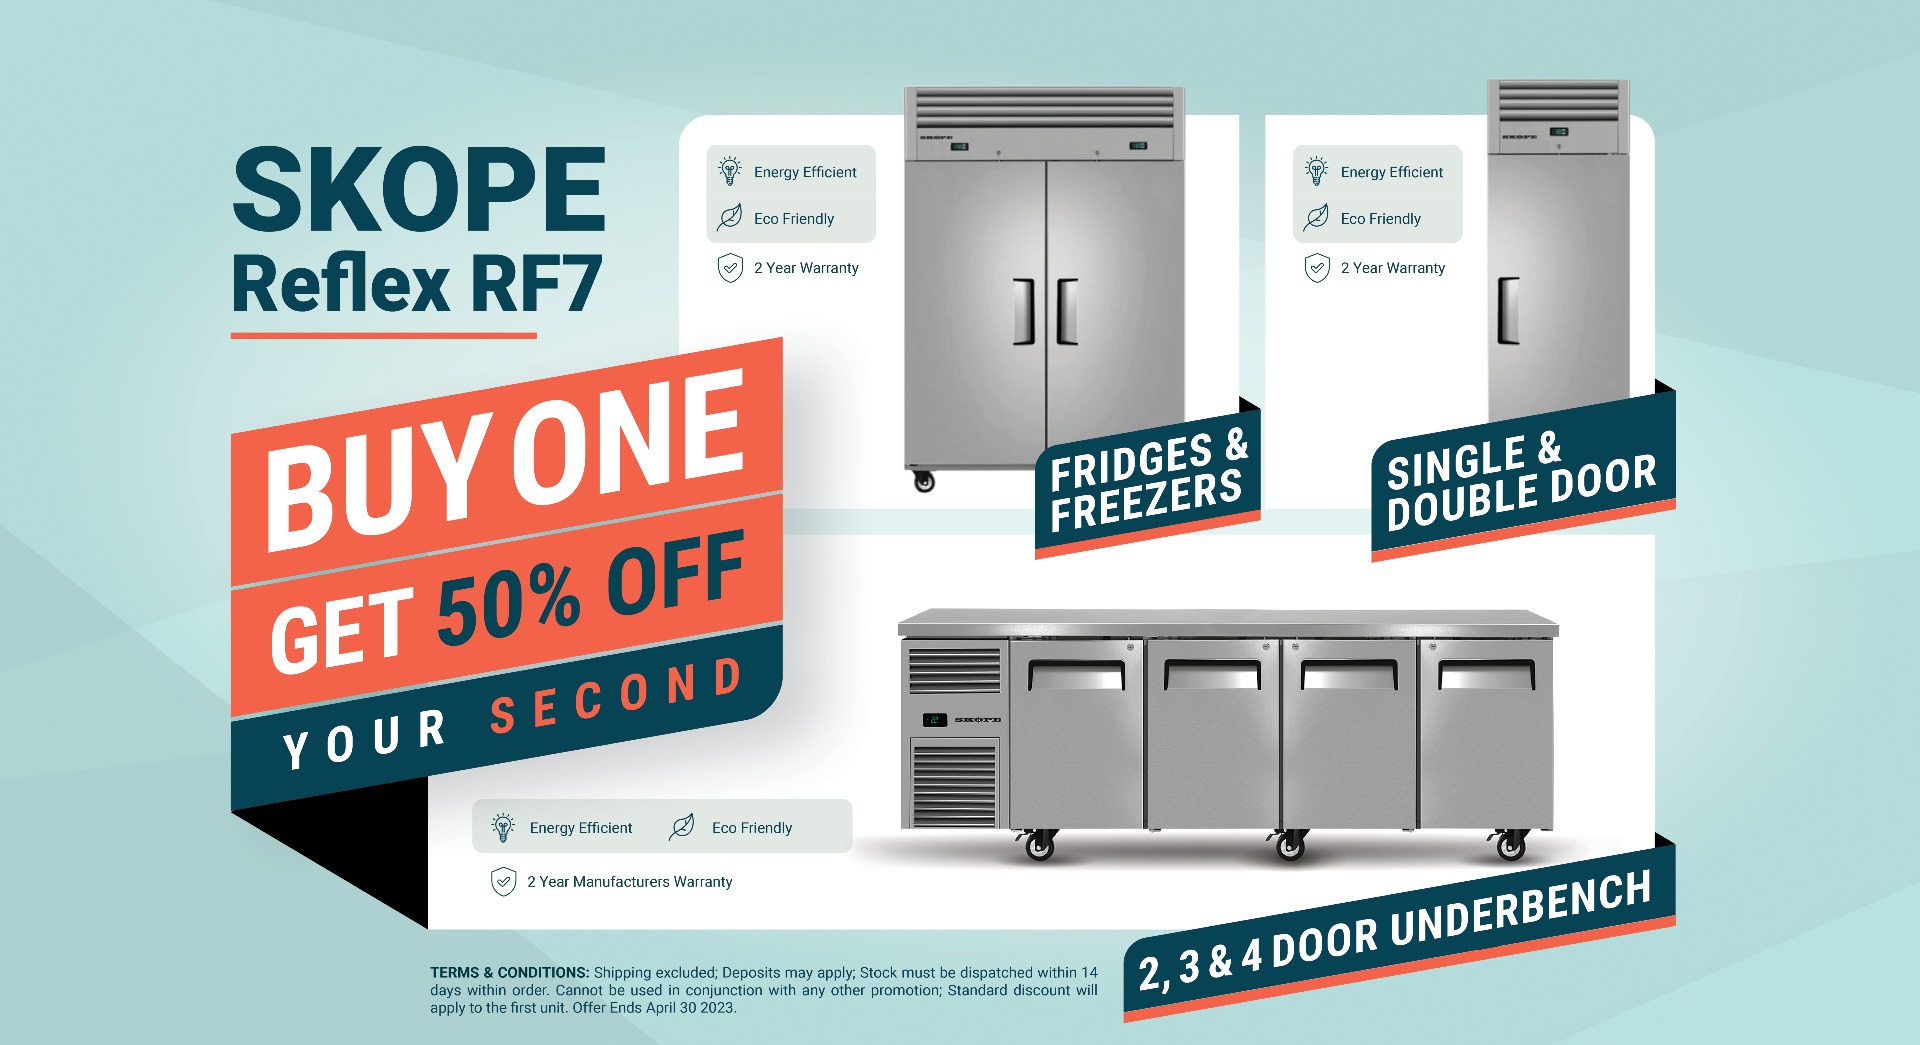 SKOPE
Reflex RF7
BUY ONE
GET 50% OFF
YOUR SECOND
Energy Efficient
Eco Friendly
2 Year Warranty
SKOPE
FRIDGES &
FREEZERS
Energy Efficient
Eco Friendly
2 Year Warranty
SKOPE
SINGLE &
DOUBLE DOOR
Energy Efficient
Eco Friendly
2 Year Manufacturers Warranty
SKOPE
2, 3 & 4 DOOR UNDERBENCH
TERMS & CONDITIONS: Shipping excluded; Deposits may apply; Stock must be dispatched within 14
days within order. Cannot be used in conjunction with any other promotion; Standard discount will
apply to the first unit. Offer Ends April 30 2023.